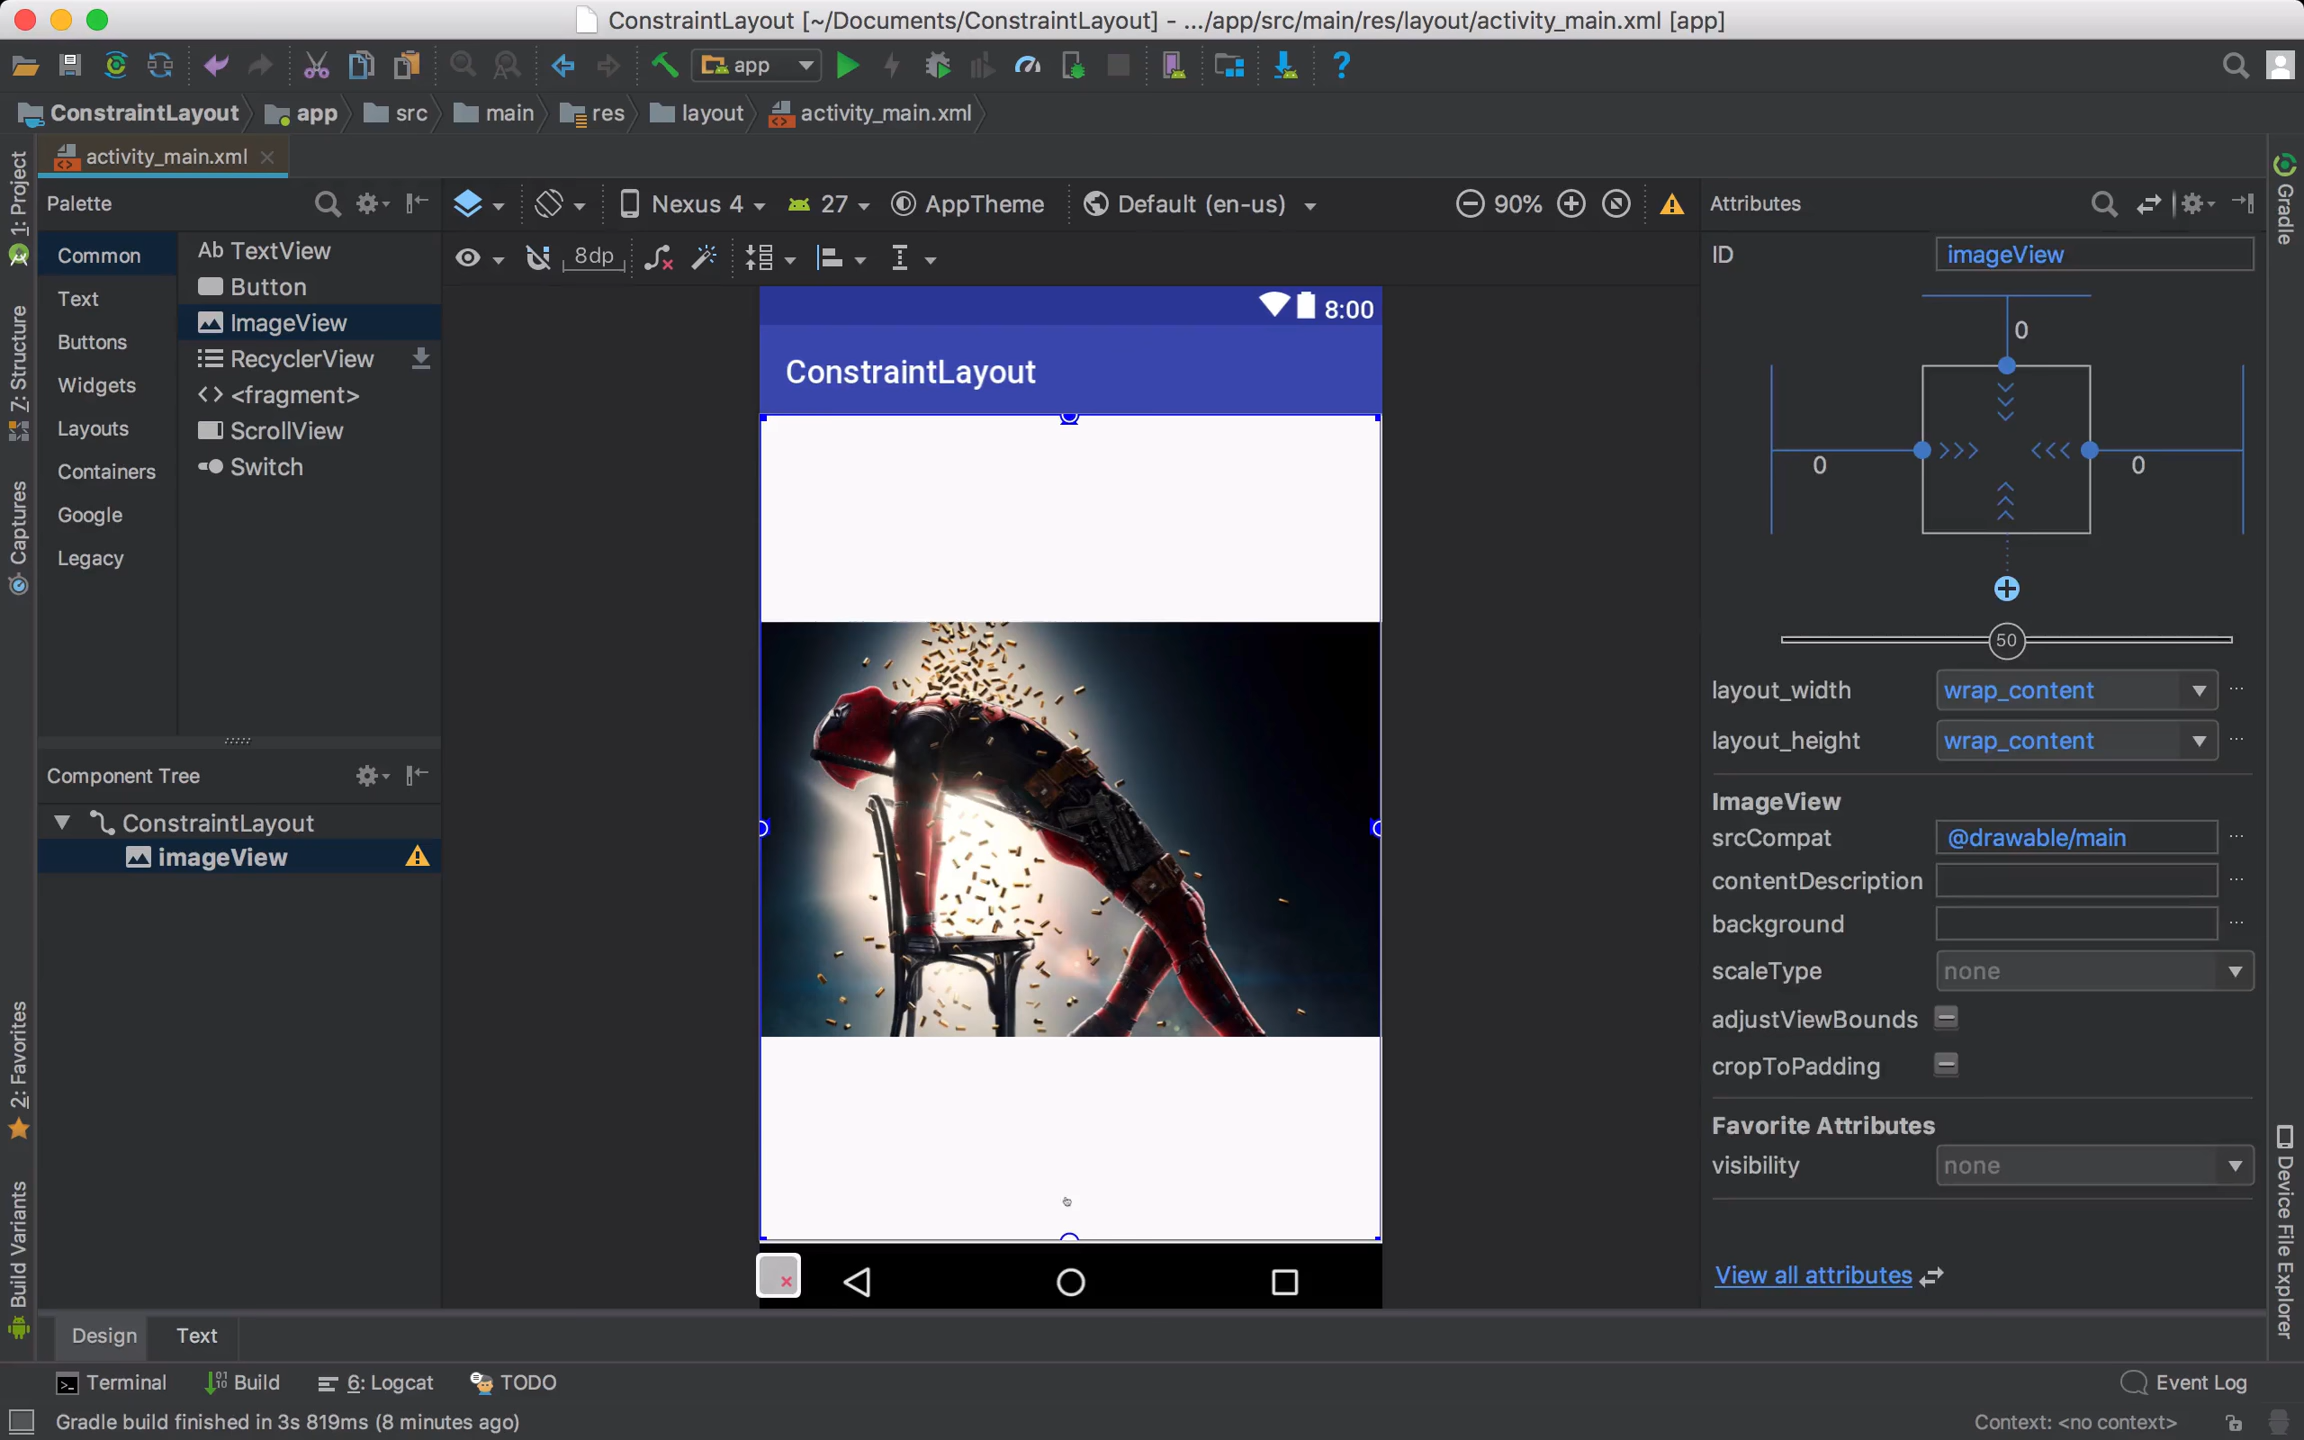 ConstraintLayout [~/Documents/ConstraintLayout] - .../app/src/main/res/layout/activity_main.xml [app]
app
ConstraintLayout app src main res layout activity_main.xml
activity_main.xml
1: Project
Z: Structure
Captures
2: Favorites
Build Variants
Palette
Common
Text
Buttons
Widgets
Layouts
Containers
Google
Legacy
Ab TextView
Button
ImageView
RecyclerView
<fragment>
ScrollView
Switch
Component Tree
ConstraintLayout
imageView
Nexus 4 27 AppTheme Default (en-us) 90%
8dp
8:00
ConstraintLayout
Attributes
ID imageView
0
0 0
50
layout_width wrap_content
layout_height wrap_content
ImageView
srcCompat @drawable/main
contentDescription
background
scaleType none
adjustViewBounds
cropToPadding
Favorite Attributes
visibility none
View all attributes
Gradle
Device File Explorer
Design Text
Terminal Build 6: Logcat TODO Event Log
Gradle build finished in 3s 819ms (8 minutes ago) Context: <no context>